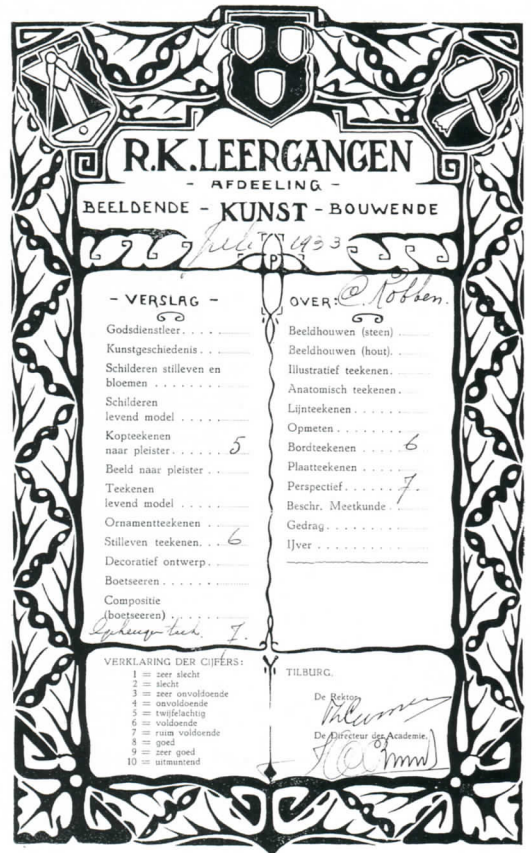 R.K. LEERGANGEN
- AFDEELING -
BEELDENDE - KUNST - BOUWENDE
Juli 1933
P
- VERSLAG -
Godsdienstleer . . . .
Kunstgeschiedenis . . .
Schilderen stilleven en
bloemen . . . . . . . .
Schilderen
levend model . . . . . .
Kopteekenen
naar pleister . . . . . 5
Beeld naar pleister . .
Teekenen
levend model . . . . . .
Ornamentteekenen . .
Stilleven teekenen. . . 6
Decoratief ontwerp. . .
Boetseeren . . . . . . .
Compositie
(boetseeren) . . . . . .
7.
OVER: C. Robben.
Beeldhouwen (steen)
Beeldhouwen (hout).
Illustratief teekenen .
Anatomisch teekenen .
Lijnteekenen . . . . .
Opmeten . . . . . . .
Bordteekenen . . . . . 6
Plaatteekenen . . . .
Perspectief . . . . . . 7.
Beschr. Meetkunde .
Gedrag . . . . . . . .
IJver . . . . . . . . .
VERKLARING DER CIJFERS:
1 = zeer slecht
2 = slecht
3 = zeer onvoldoende
4 = onvoldoende
5 = twijfelachtig
6 = voldoende
7 = ruim voldoende
8 = goed
9 = zeer goed
10 = uitmuntend
TILBURG.
De Rektor,
De Directeur der Academie.